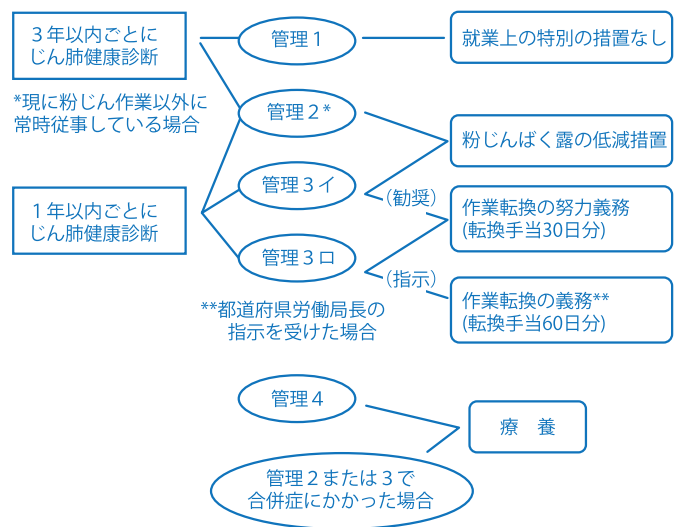 ３年以内ごとに
じん肺健康診断
*現に粉じん作業以外に
常時従事している場合
１年以内ごとに
じん肺健康診断
管理１
管理２*
管理３イ
管理３ロ
**都道府県労働局長の
指示を受けた場合
(勧奨)
(指示)
就業上の特別の措置なし
粉じんばく露の低減措置
作業転換の努力義務
(転換手当30日分)
作業転換の義務**
(転換手当60日分)
管理４
管理２または３で
合併症にかかった場合
療　養